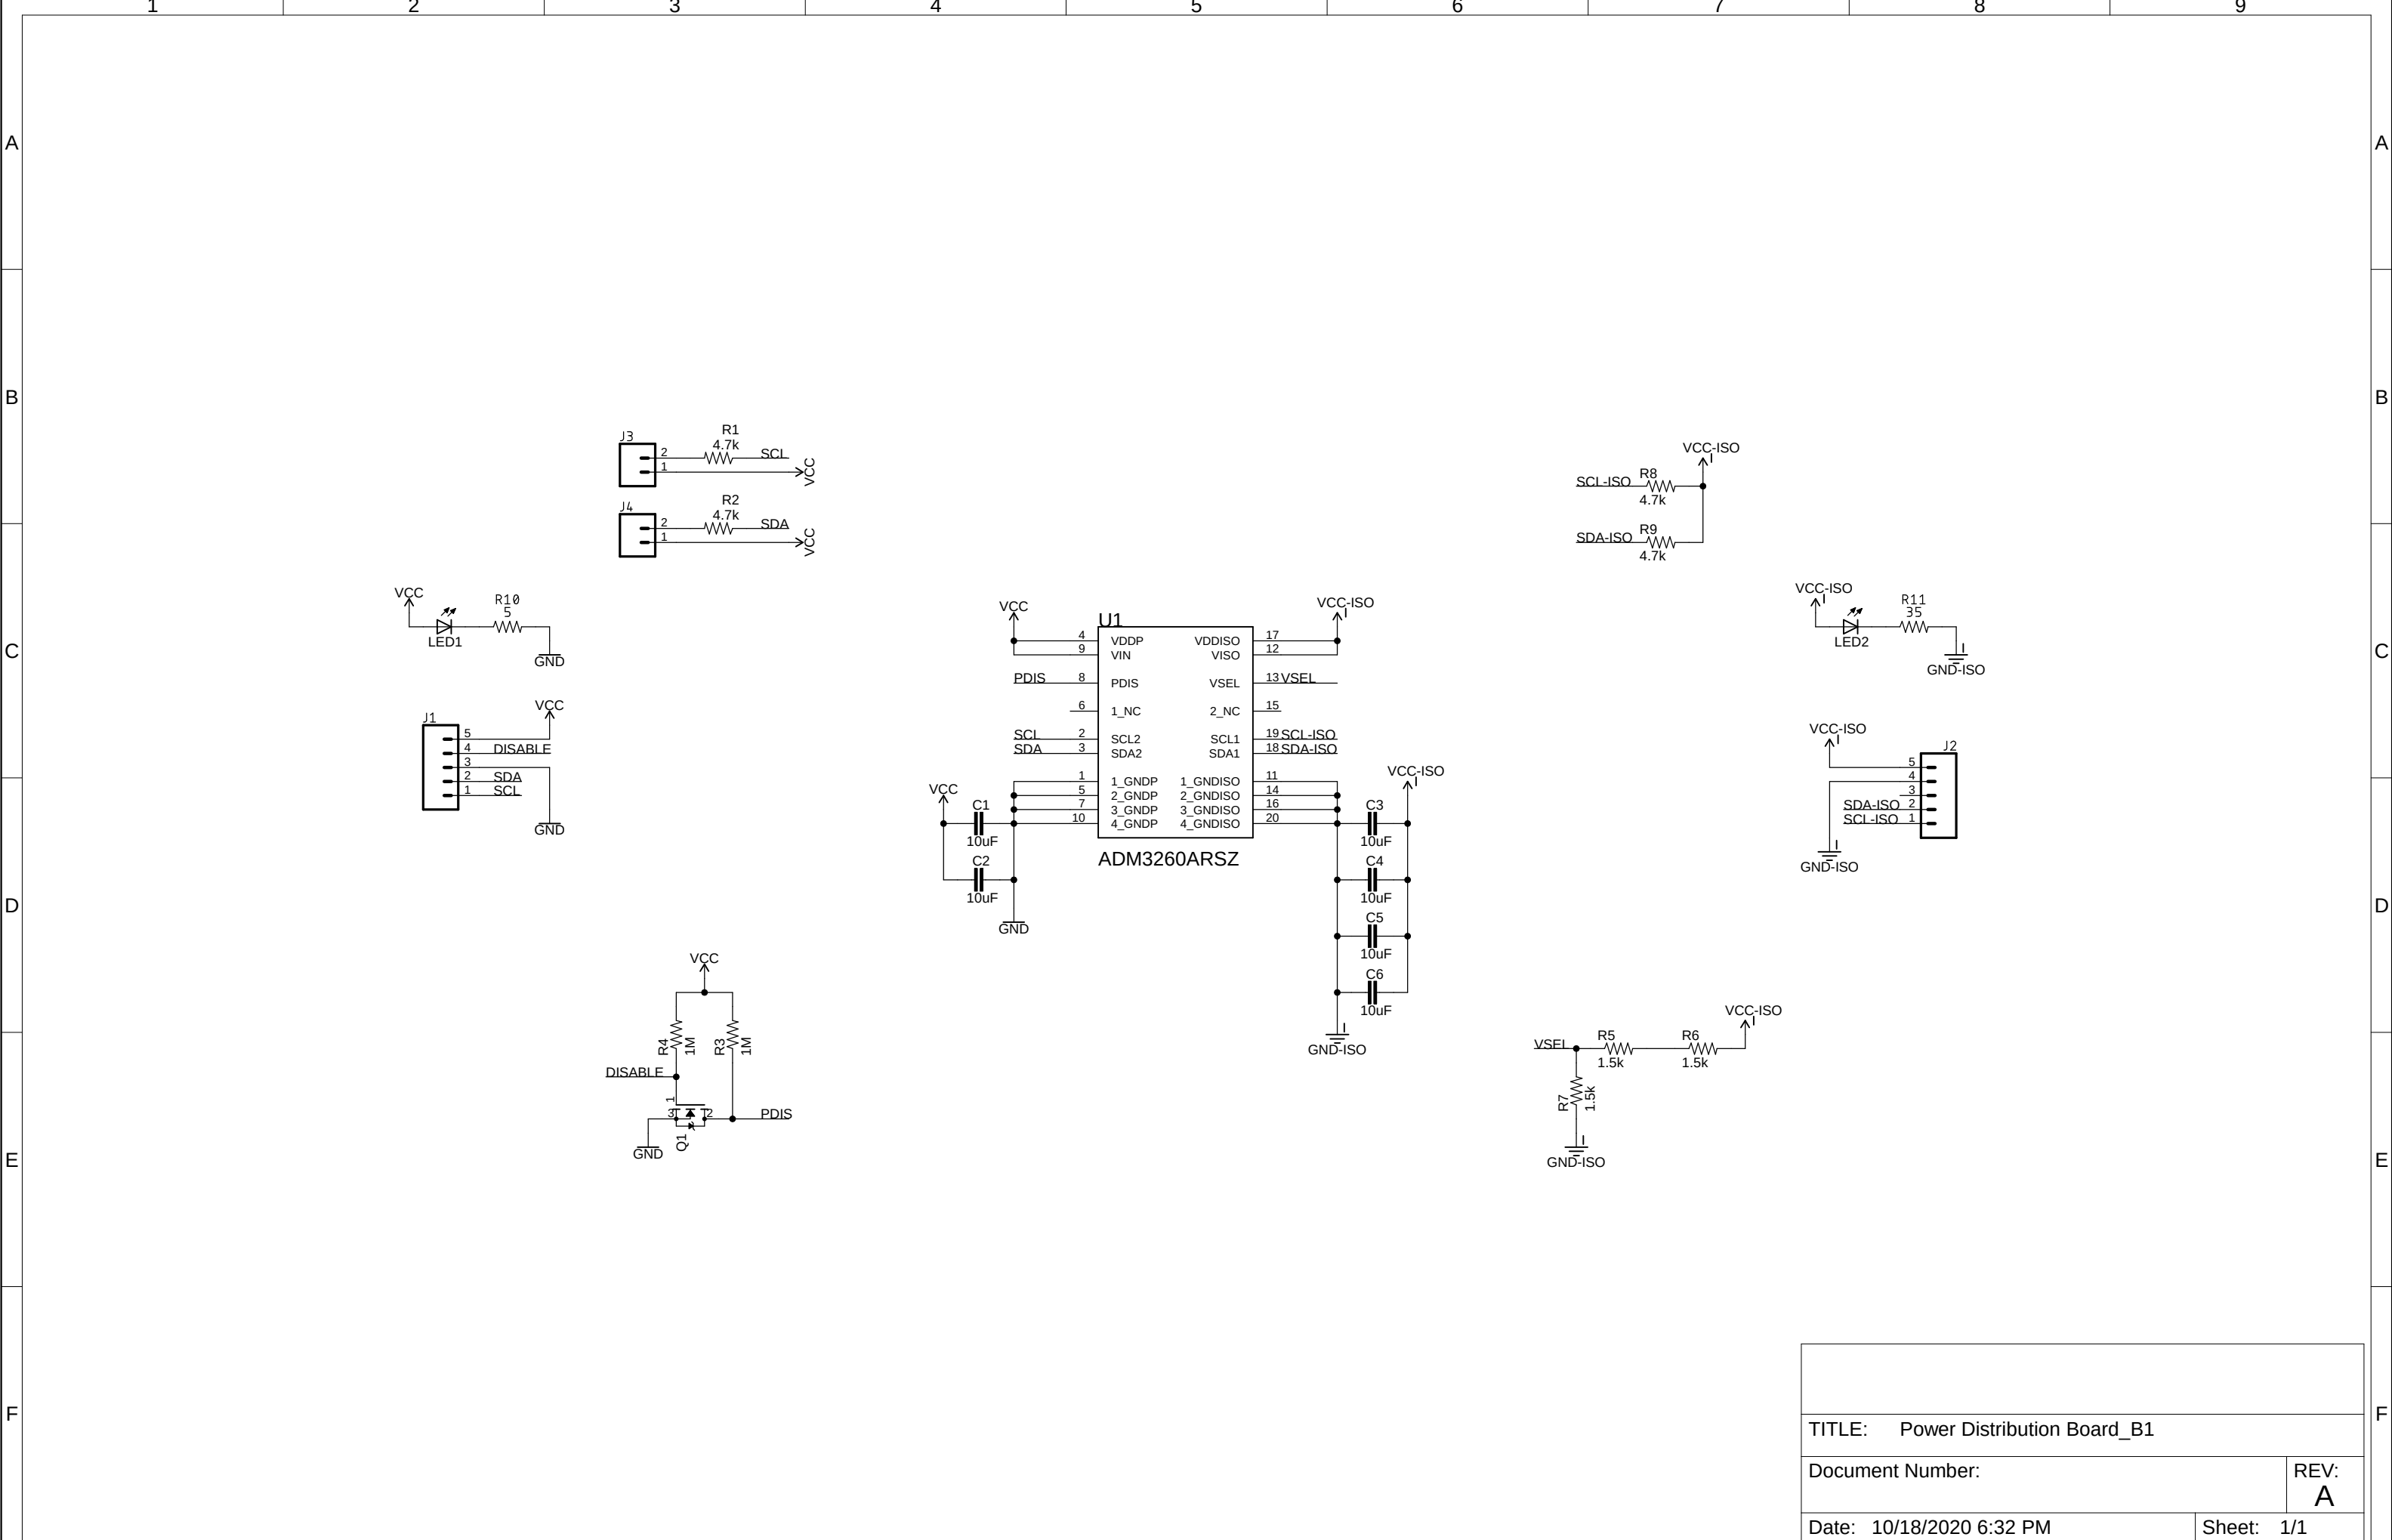 1 2 3 4 5 6 7 8 9
A A
B B
C C
D D
E E
F F
J3
2
1
R1
4.7k
SCL
VCC
J4
2
1
R2
4.7k
SDA
VCC
VCC
LED1
R10
5
GND
J1
5
4 DISABLE
3
2 SDA
1 SCL
VCC
GND
VCC
R4
1M
R3
1M
DISABLE
1
3 2
Q1
PDIS
GND
VCC
U1
VCC-ISO
4 VDDP VDDISO 17
9 VIN VISO 12
PDIS 8 PDIS VSEL 13 VSEL
6 1_NC 2_NC 15
SCL 2 SCL2 SCL1 19 SCL-ISO
SDA 3 SDA2 SDA1 18 SDA-ISO
1 1_GNDP 1_GNDISO 11
5 2_GNDP 2_GNDISO 14
7 3_GNDP 3_GNDISO 16
10 4_GNDP 4_GNDISO 20
ADM3260ARSZ
VCC
C1
10uF
C2
10uF
GND
VCC-ISO
C3
10uF
C4
10uF
C5
10uF
C6
10uF
GND-ISO
VCC-ISO
SCL-ISO
R8
4.7k
SDA-ISO
R9
4.7k
VCC-ISO
LED2
R11
35
GND-ISO
VCC-ISO
J2
5
4
3
SDA-ISO 2
SCL-ISO 1
GND-ISO
VCC-ISO
VSEL
R5
1.5k
R6
1.5k
R7
1.5k
GND-ISO
TITLE: Power Distribution Board_B1
Document Number:
REV:
A
Date: 10/18/2020 6:32 PM
Sheet: 1/1